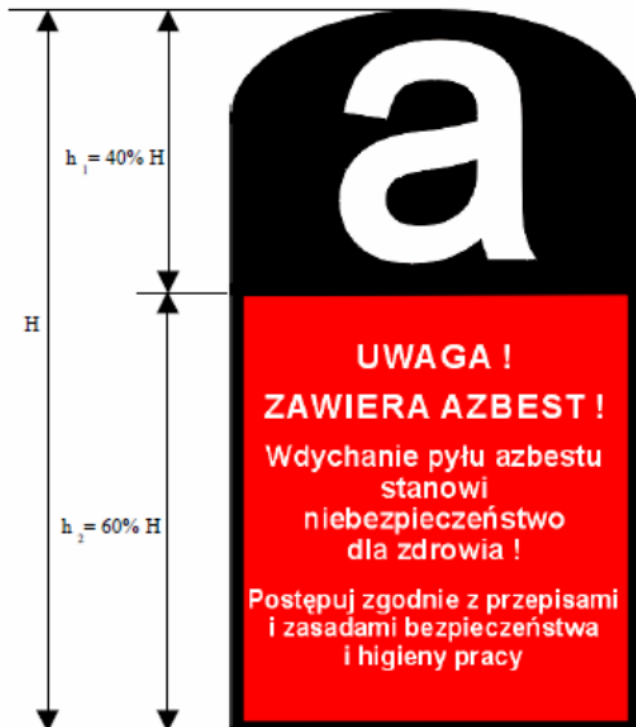 a
h₁= 40% H
H
UWAGA !
ZAWIERA AZBEST !
Wdychanie pyłu azbestu
stanowi
niebezpieczeństwo
dla zdrowia !
h₂= 60% H
Postępuj zgodnie z przepisami
i zasadami bezpieczeństwa
i higieny pracy